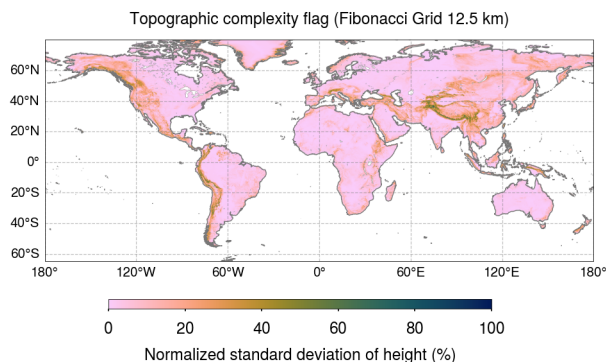 Topographic complexity flag (Fibonacci Grid 12.5 km)
60°N
40°N
20°N
0°
20°S
40°S
60°S
180° 120°W 60°W 0° 60°E 120°E 180°
0 20 40 60 80 100
Normalized standard deviation of height (%)